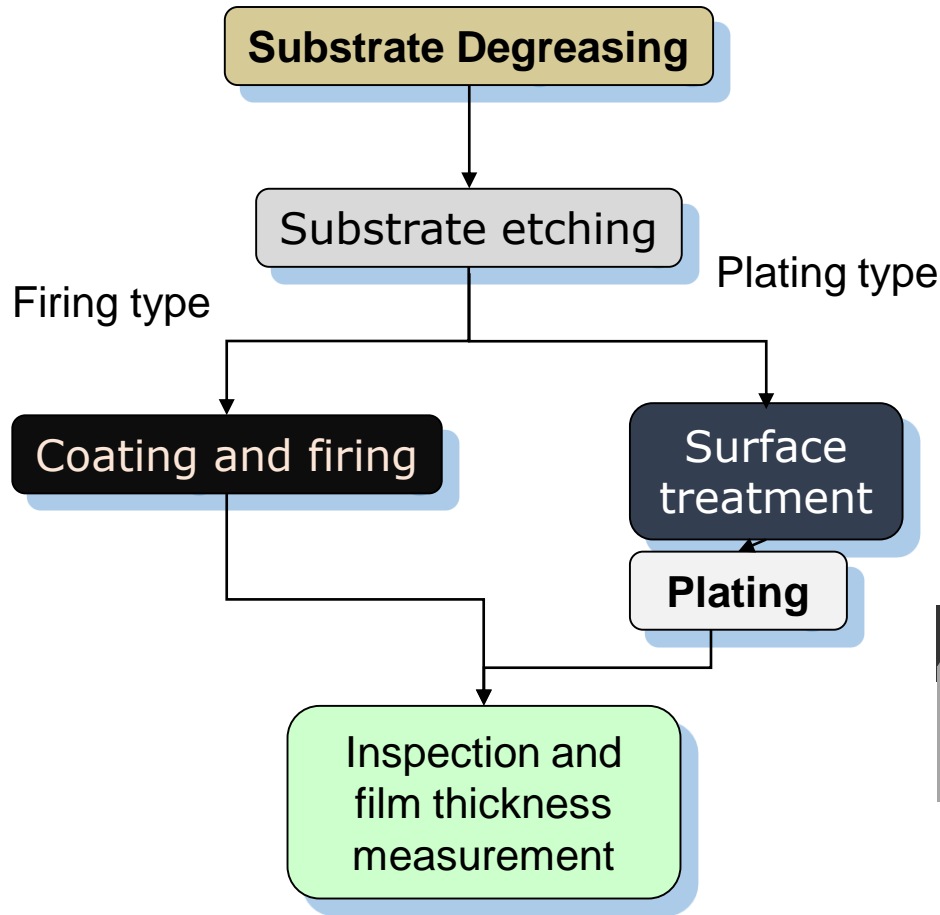 Substrate Degreasing
Substrate etching
Firing type
Plating type
Coating and firing
Surface
treatment
Plating
Inspection and
film thickness
measurement